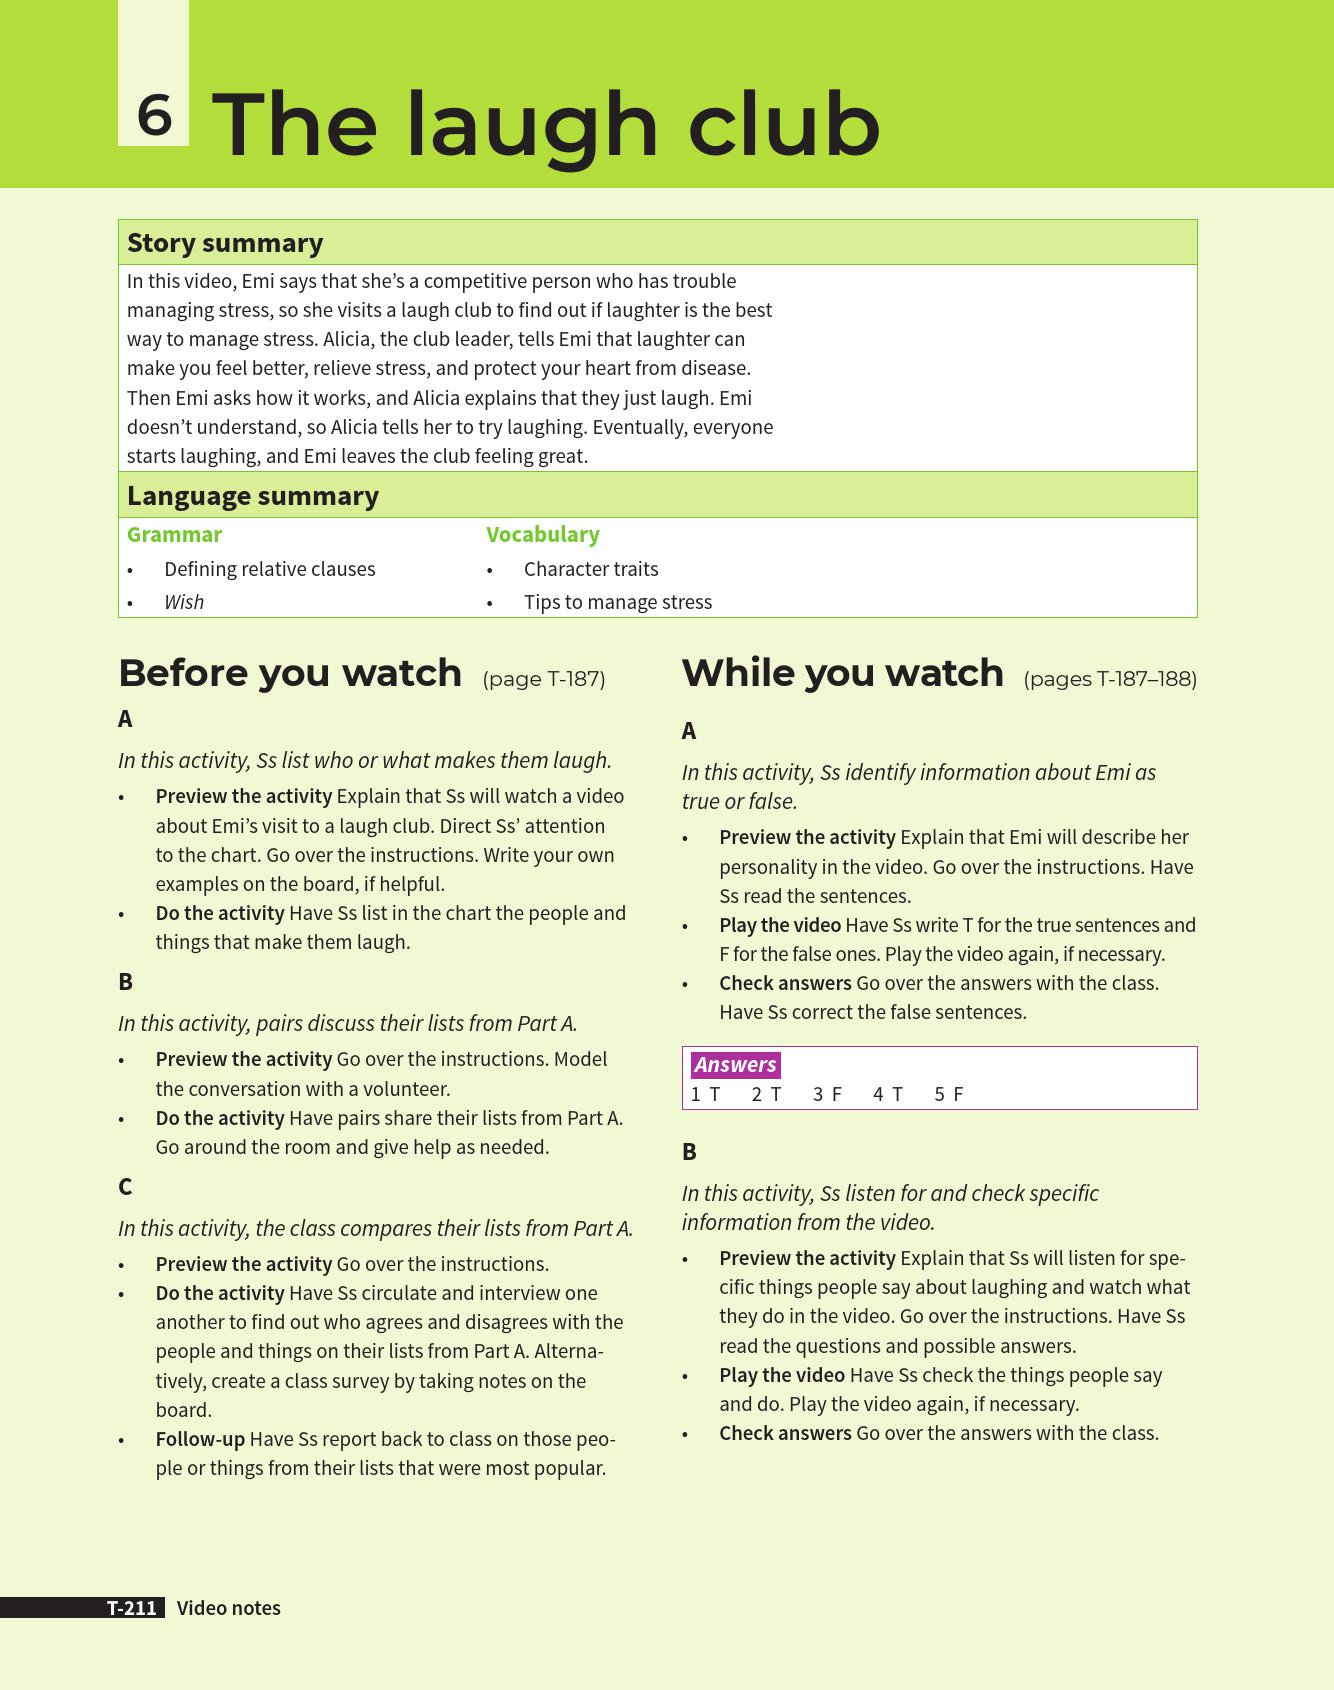 6 The laugh club
Story summary
In this video, Emi says that she’s a competitive person who has trouble
managing stress, so she visits a laugh club to find out if laughter is the best
way to manage stress. Alicia, the club leader, tells Emi that laughter can
make you feel better, relieve stress, and protect your heart from disease.
Then Emi asks how it works, and Alicia explains that they just laugh. Emi
doesn’t understand, so Alicia tells her to try laughing. Eventually, everyone
starts laughing, and Emi leaves the club feeling great.
Language summary
Grammar
• Defining relative clauses
• Wish
Vocabulary
• Character traits
• Tips to manage stress
Before you watch (page T-187)
A
In this activity, Ss list who or what makes them laugh.
• Preview the activity Explain that Ss will watch a video
about Emi’s visit to a laugh club. Direct Ss’ attention
to the chart. Go over the instructions. Write your own
examples on the board, if helpful.
• Do the activity Have Ss list in the chart the people and
things that make them laugh.
B
In this activity, pairs discuss their lists from Part A.
• Preview the activity Go over the instructions. Model
the conversation with a volunteer.
• Do the activity Have pairs share their lists from Part A.
Go around the room and give help as needed.
C
In this activity, the class compares their lists from Part A.
• Preview the activity Go over the instructions.
• Do the activity Have Ss circulate and interview one
another to find out who agrees and disagrees with the
people and things on their lists from Part A. Alterna-
tively, create a class survey by taking notes on the
board.
• Follow-up Have Ss report back to class on those peo-
ple or things from their lists that were most popular.
While you watch (pages T-187–188)
A
In this activity, Ss identify information about Emi as
true or false.
• Preview the activity Explain that Emi will describe her
personality in the video. Go over the instructions. Have
Ss read the sentences.
• Play the video Have Ss write T for the true sentences and
F for the false ones. Play the video again, if necessary.
• Check answers Go over the answers with the class.
Have Ss correct the false sentences.
Answers
1 T 2 T 3 F 4 T 5 F
B
In this activity, Ss listen for and check specific
information from the video.
• Preview the activity Explain that Ss will listen for spe-
cific things people say about laughing and watch what
they do in the video. Go over the instructions. Have Ss
read the questions and possible answers.
• Play the video Have Ss check the things people say
and do. Play the video again, if necessary.
• Check answers Go over the answers with the class.
T-211 Video notes